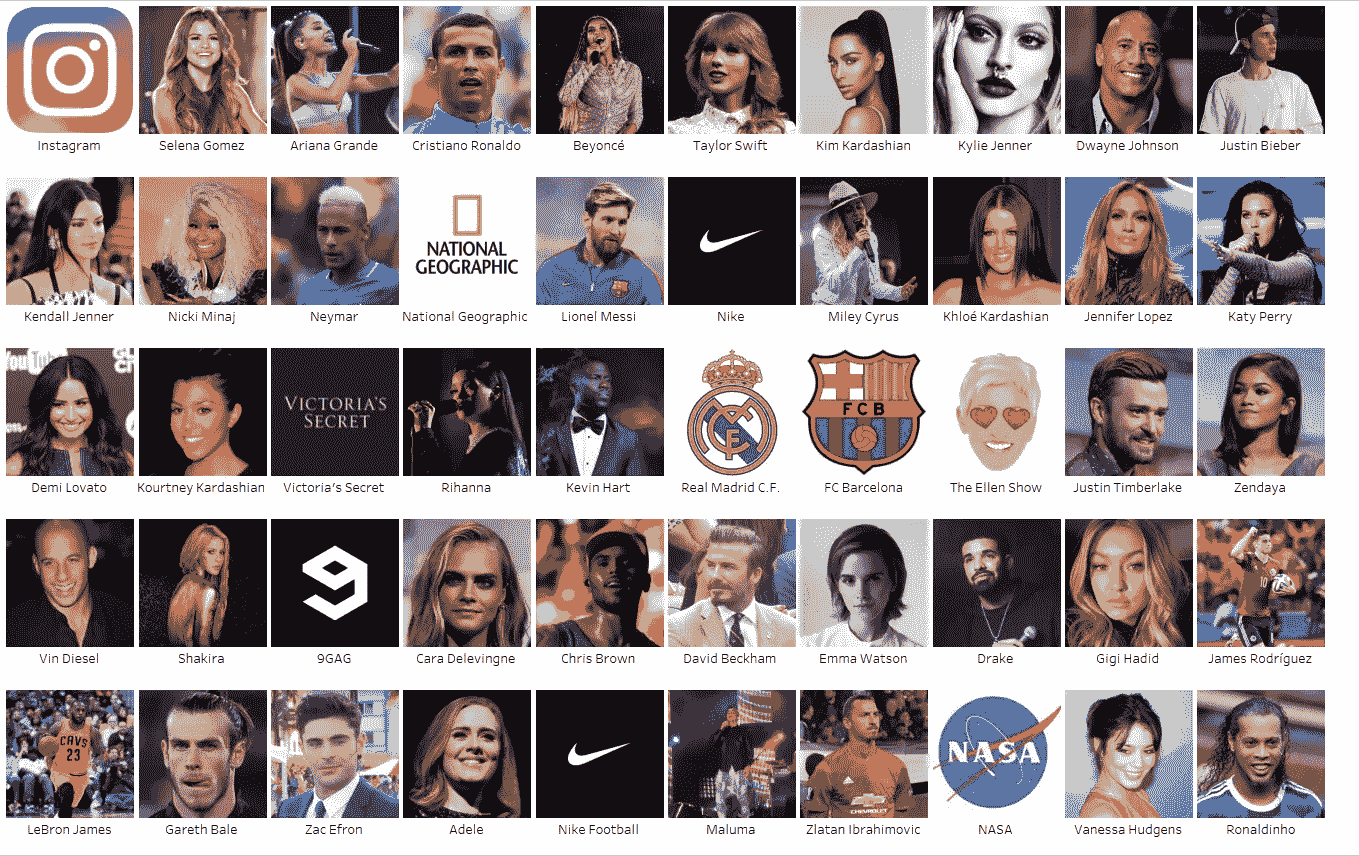 Instagram
Selena Gomez
Ariana Grande
Cristiano Ronaldo
Beyoncé
Taylor Swift
Kim Kardashian
Kylie Jenner
Dwayne Johnson
Justin Bieber
NATIONAL
GEOGRAPHIC
Kendall Jenner
Nicki Minaj
Neymar
National Geographic
Lionel Messi
Nike
Miley Cyrus
Khloé Kardashian
Jennifer Lopez
Katy Perry
You Tube
VICTORIA'S
SECRET
FCB
Demi Lovato
Kourtney Kardashian
Victoria's Secret
Rihanna
Kevin Hart
Real Madrid C.F.
FC Barcelona
The Ellen Show
Justin Timberlake
Zendaya
9
10
Vin Diesel
Shakira
9GAG
Cara Delevingne
Chris Brown
David Beckham
Emma Watson
Drake
Gigi Hadid
James Rodríguez
CAVS
23
CHEVROLET
NASA
LeBron James
Gareth Bale
Zac Efron
Adele
Nike Football
Maluma
Zlatan Ibrahimovic
NASA
Vanessa Hudgens
Ronaldinho